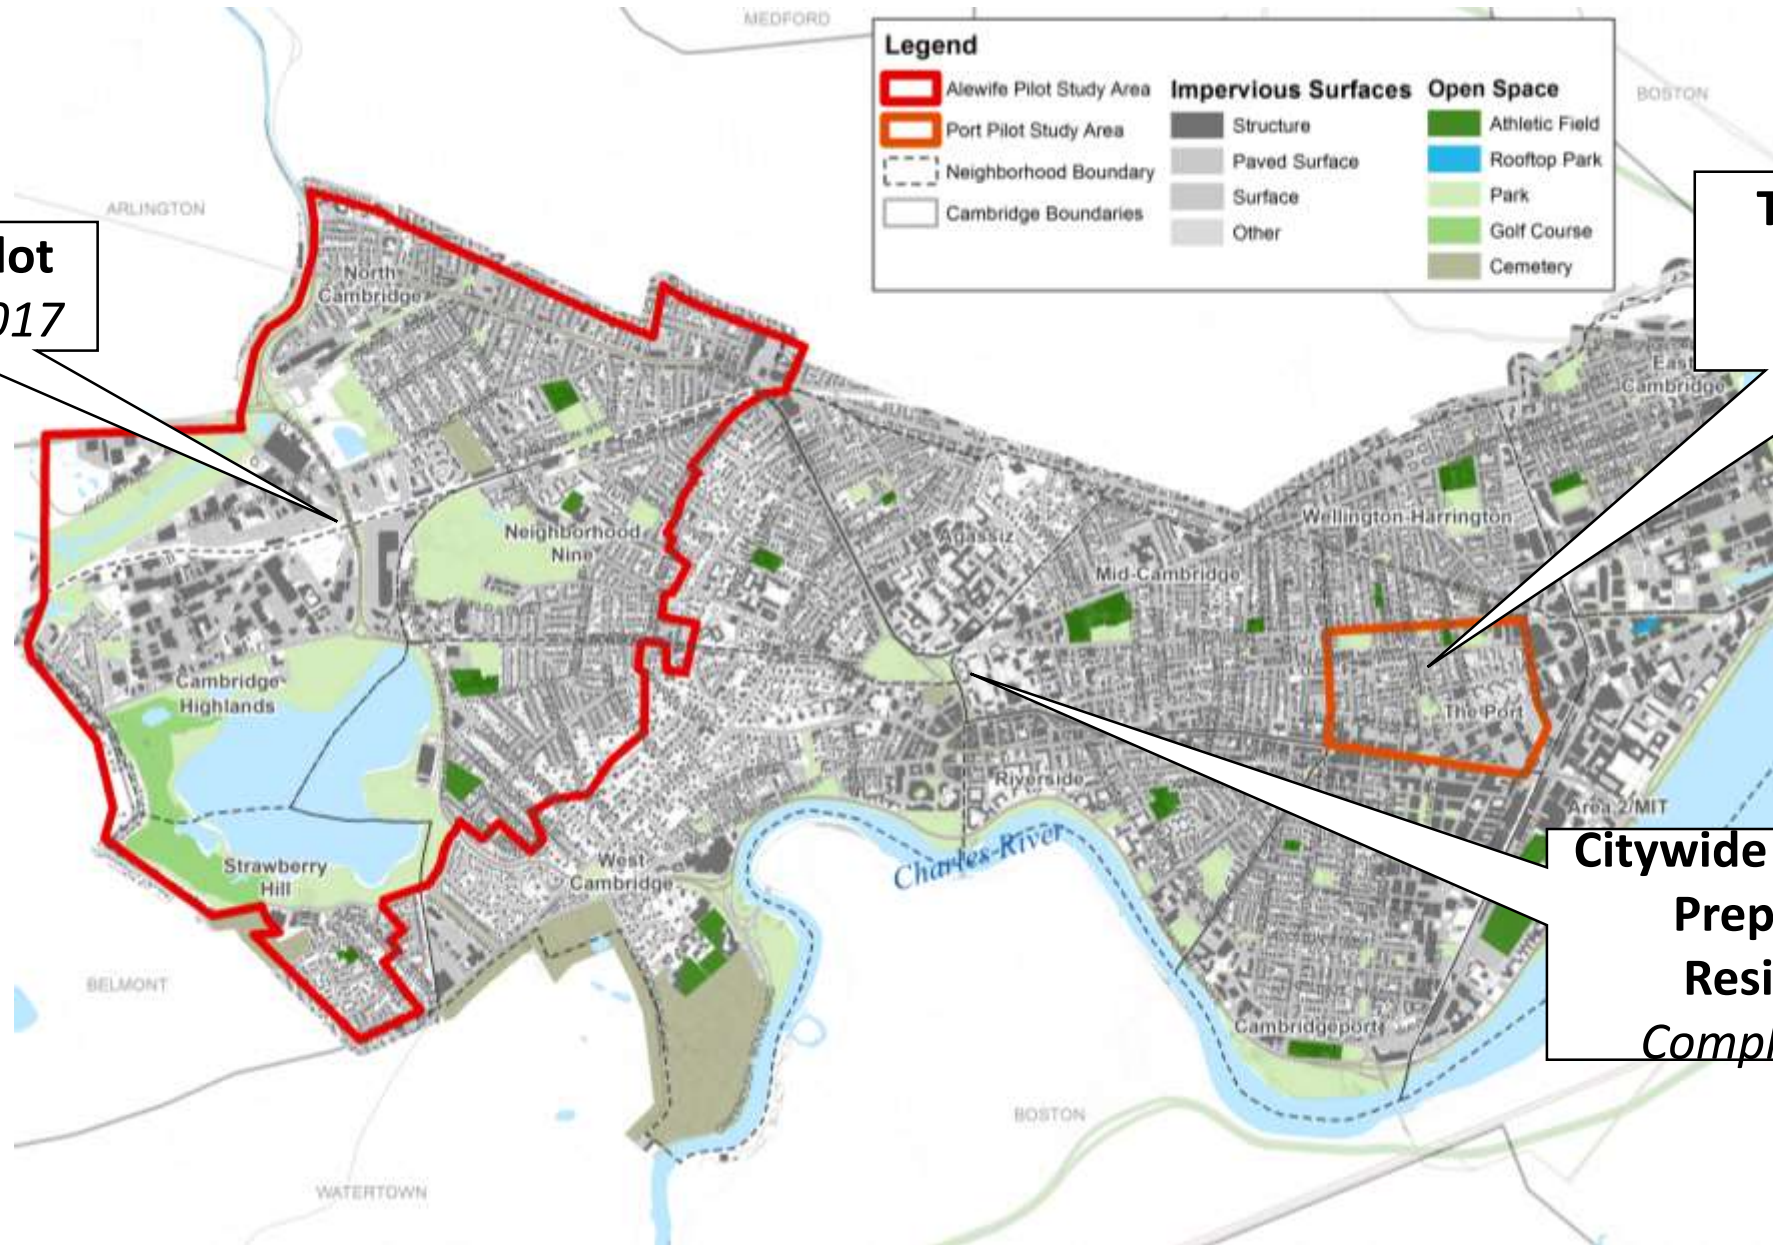 MEDFORD
Legend
Alewife Pilot Study Area
Port Pilot Study Area
Neighborhood Boundary
Cambridge Boundaries
Impervious Surfaces
Structure
Paved Surface
Surface
Other
Open Space
Athletic Field
Rooftop Park
Park
Golf Course
Cemetery
BOSTON
ARLINGTON
lot
017
T
North
Cambridge
East
Cambridge
Neighborhood
Nine
Agassiz
Wellington-Harrington
Mid-Cambridge
Cambridge
Highlands
The Port
Riverside
Area 2/MIT
Strawberry
Hill
West
Cambridge
Charles River
Citywide
Prep
Resi
Compl
BELMONT
Cambridgeport
BOSTON
WATERTOWN